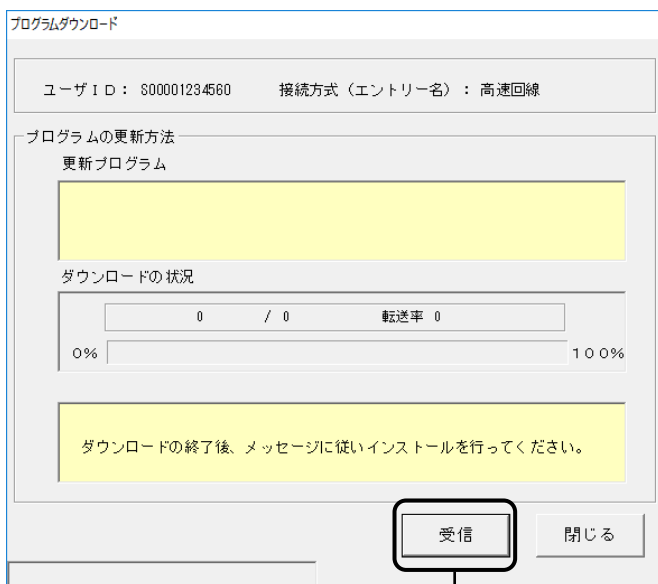 プログラムダウンロード
ユーザID： S00001234560 接続方式（エントリー名）： 高速回線
プログラムの更新方法
更新プログラム
ダウンロードの状況
0 / 0 転送率 0
0% 100%
ダウンロードの終了後、メッセージに従いインストールを行ってください。
受信 閉じる